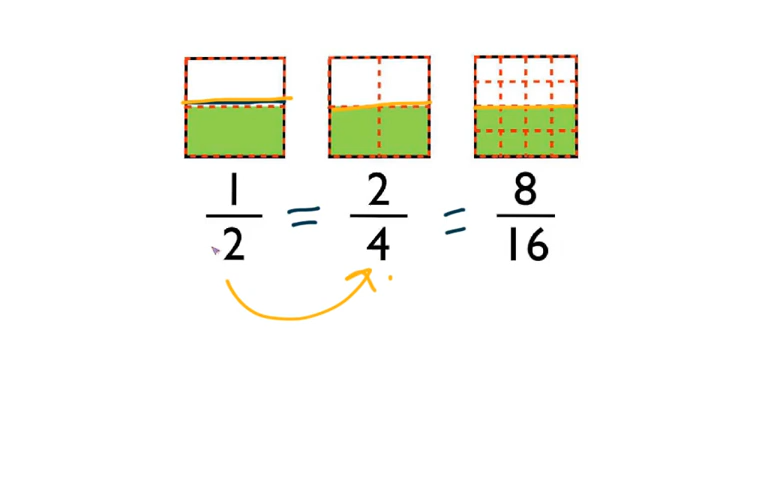 1/2 = 2/4 = 8/16